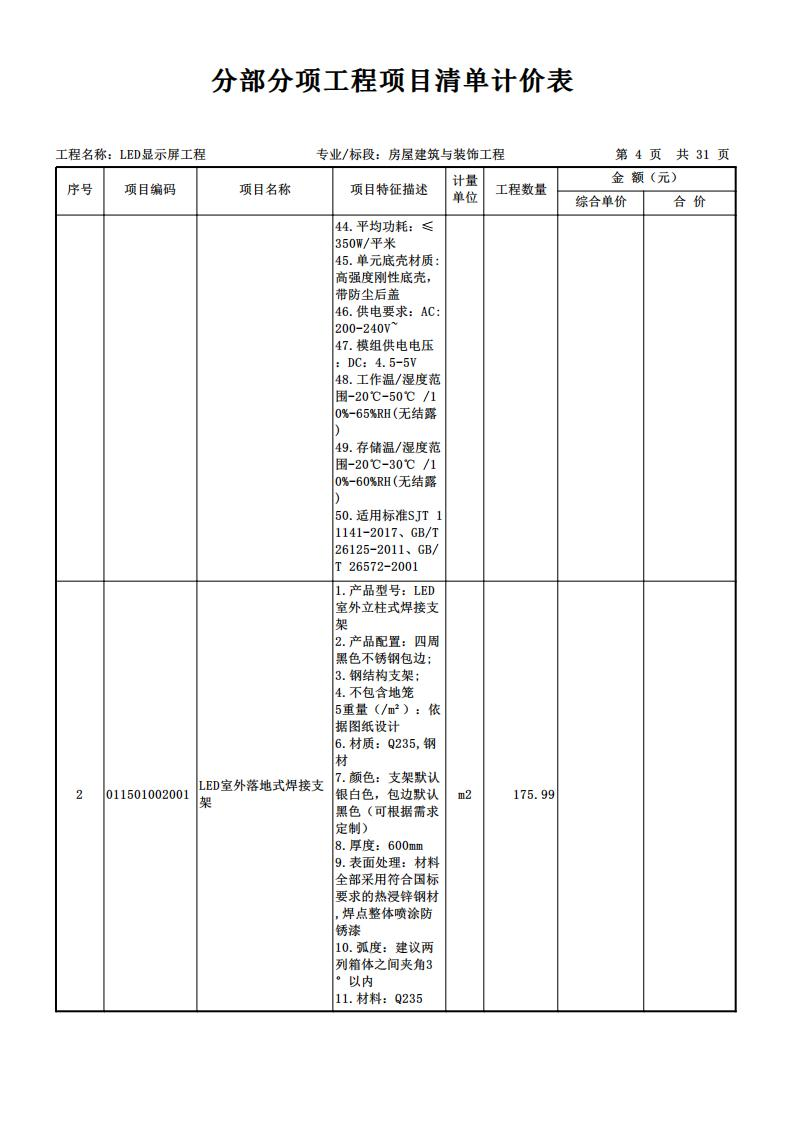 分部分项工程项目清单计价表
工程名称：LED显示屏工程 专业/标段：房屋建筑与装饰工程 第 4 页 共 31 页
序号 项目编码 项目名称 项目特征描述 计量单位 工程数量 金 额（元）
综合单价 合 价
44.平均功耗：≤
350W/平米
45.单元底壳材质：
高强度刚性底壳，
带防尘后盖
46.供电要求：AC:
200-240V~
47.模组供电电压
：DC：4.5-5V
48.工作温/湿度范
围-20℃-50℃ /1
0%-65%RH(无结露
)
49.存储温/湿度范
围-20℃-30℃ /1
0%-60%RH(无结露
)
50.适用标准SJT 1
1141-2017、GB/T
26125-2011、GB/
T 26572-2001
2 011501002001 LED室外落地式焊接支
架
1.产品型号：LED
室外立柱式焊接支
架
2.产品配置：四周
黑色不锈钢包边;
3.钢结构支架;
4.不包含地笼
5重量（/m²）：依
据图纸设计
6.材质：Q235,钢
材
7.颜色：支架默认
银白色，包边默认
黑色（可根据需求
定制）
8.厚度：600mm
9.表面处理：材料
全部采用符合国标
要求的热浸锌钢材
,焊点整体喷涂防
锈漆
10.弧度：建议两
列箱体之间夹角3
°以内
11.材料：Q235
m2 175.99